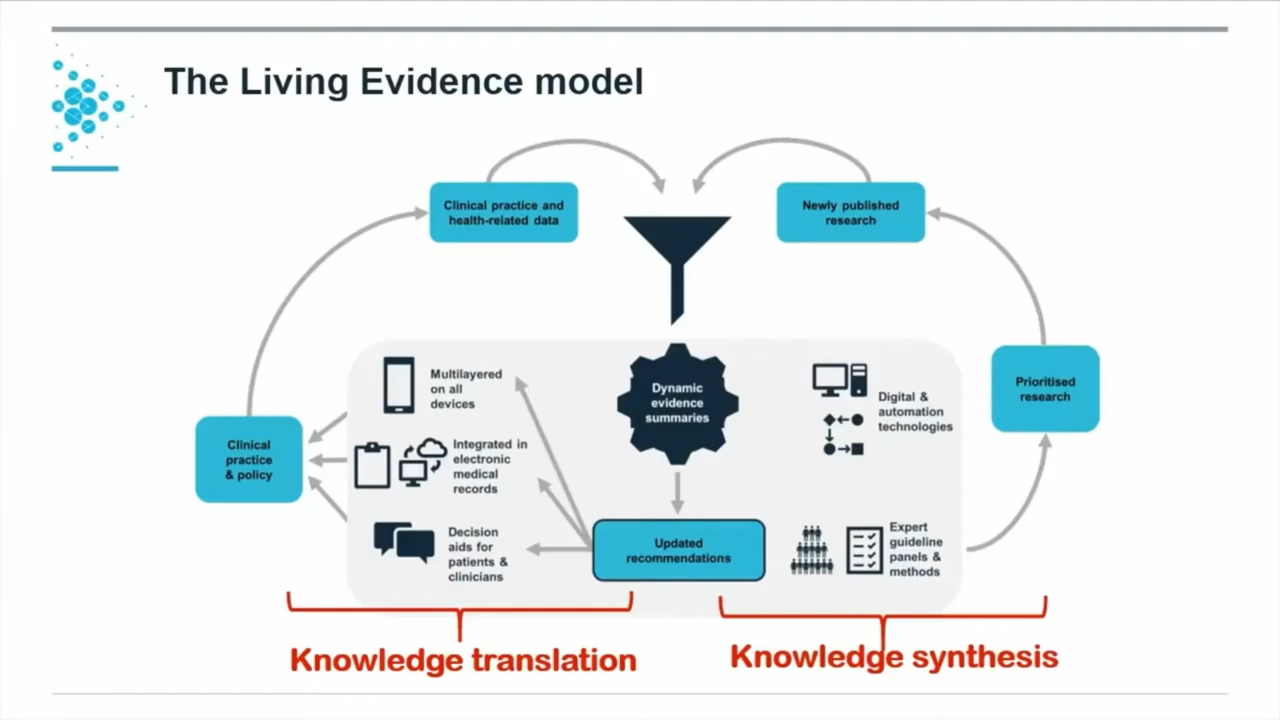 The Living Evidence model
Clinical practice and
health-related data
Newly published
research
Multilayered
on all
devices
Dynamic
evidence
summaries
Digital &
automation
technologies
Prioritised
research
Clinical
practice
& policy
Integrated in
electronic
medical
records
Decision
aids for
patients &
clinicians
Updated
recommendations
Expert
guideline
panels &
methods
Knowledge translation
Knowledge synthesis